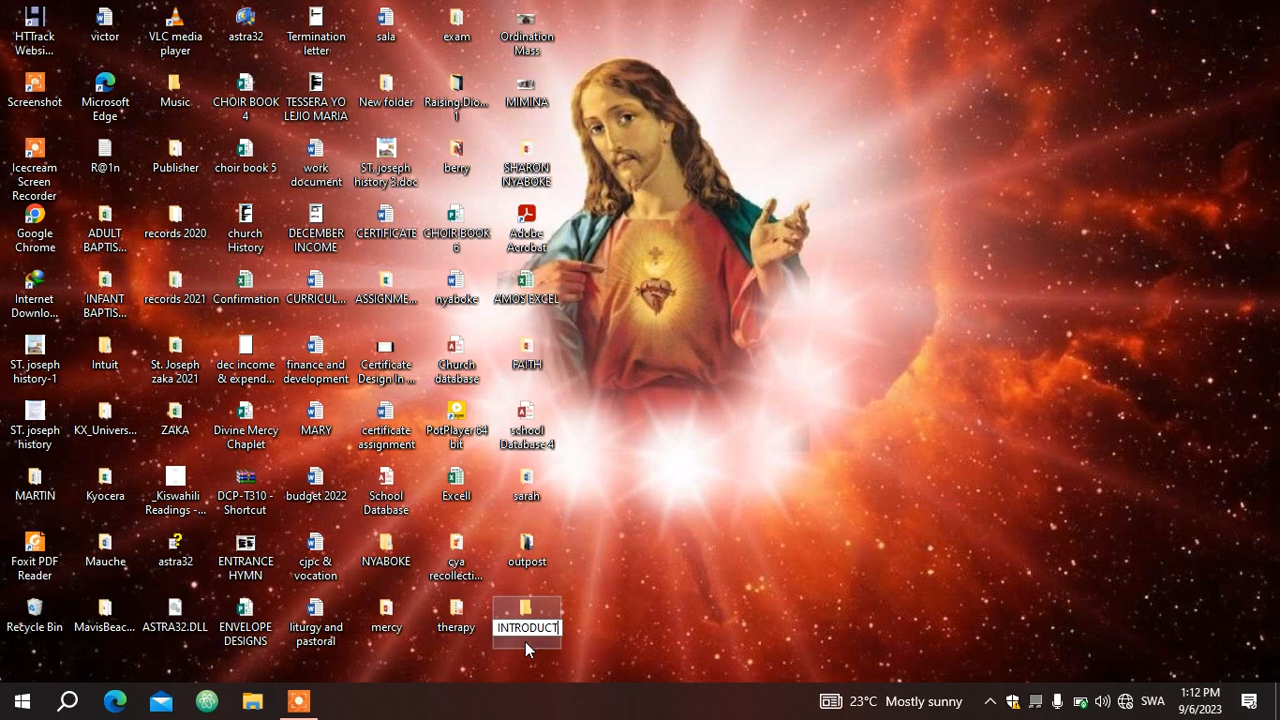 HTTrack
Websi...
victor
VLC media
player
astra32
Termination
letter
sala
exam
Ordination
Mass
Screenshot
Microsoft
Edge
Music
CHOIR BOOK
4
TESSERA YO
LEJIO MARIA
New folder
Raising.Dio...
1
MIMINA
Icecream
Screen
Recorder
R@1n
Publisher
choir book 5
work
document
ST. joseph
history 3.doc
berry
SHARON
NYABOKE
Google
Chrome
ADULT
BAPTIS...
records 2020
church
History
DECEMBER
INCOME
CERTIFICATE
CHOIR BOOK
6
Adobe
Acrobat
Internet
Downlo...
INFANT
BAPTIS...
records 2021
Confirmation
CURRICUL...
ASSIGNME...
nyaboke
AMOS EXCEL
ST. joseph
history-1
Intuit
St. Joseph
zaka 2021
dec income
& expend...
finance and
development
Certificate
Design In ...
Church
database
FAITH
ST. joseph
history
KX_Univers...
ZAKA
Divine Mercy
Chaplet
MARY
certificate
assignment
PotPlayer 64
bit
school
Database 4
MARTIN
Kyocera
_Kiswahili
Readings -...
DCP-T310 -
Shortcut
budget 2022
School
Database
Excell
sarah
Foxit PDF
Reader
Mauche
astra32
ENTRANCE
HYMN
cjpc &
vocation
NYABOKE
cya
recollecti...
outpost
Recycle Bin
MavisBeac...
ASTRA32.DLL
ENVELOPE
DESIGNS
liturgy and
pastoral
mercy
therapy
INTRODUCT
23°C Mostly sunny
SWA
1:12 PM
9/6/2023